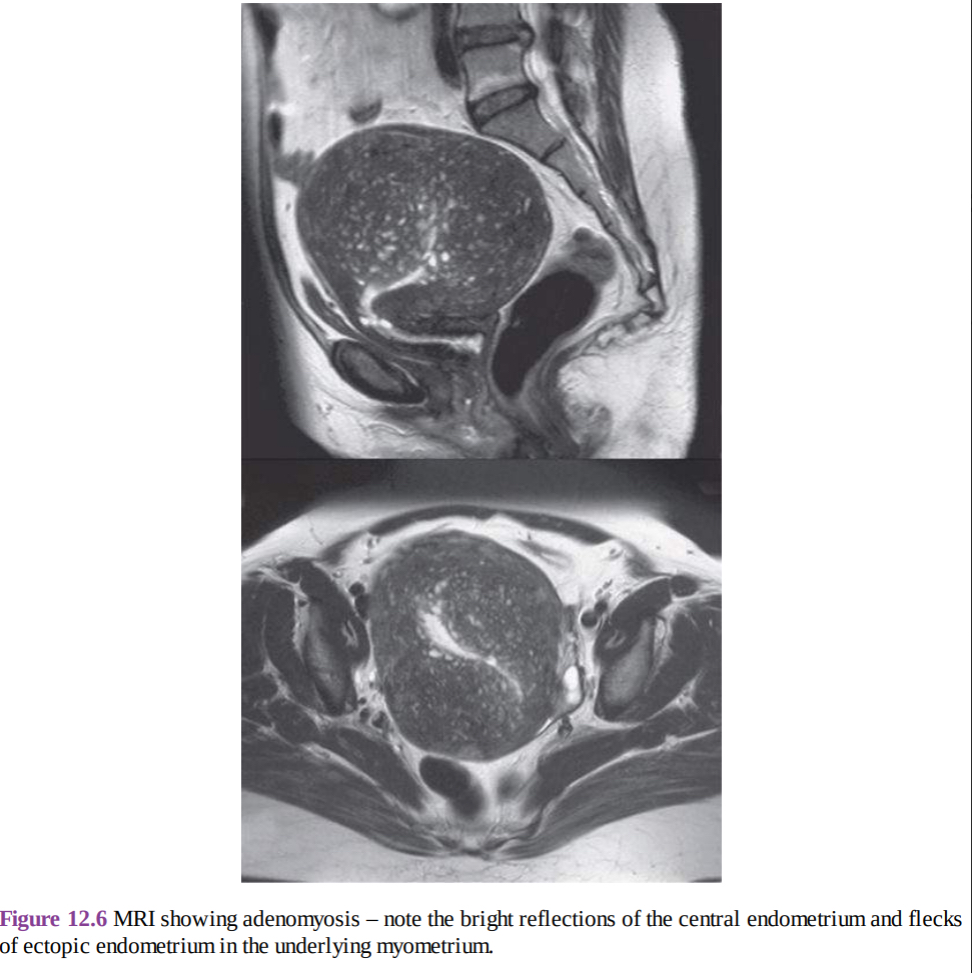 Figure 12.6 MRI showing adenomyosis – note the bright reflections of the central endometrium and flecks
of ectopic endometrium in the underlying myometrium.